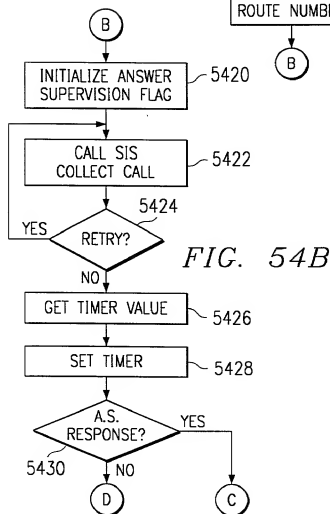 ROUTE NUMBE
B
B
INITIALIZE ANSWER
SUPERVISION FLAG
5420
CALL SIS
COLLECT CALL
5422
5424
YES
RETRY?
NO
FIG. 54B
GET TIMER VALUE
5426
SET TIMER
5428
A.S.
RESPONSE?
YES
5430
NO
D
C